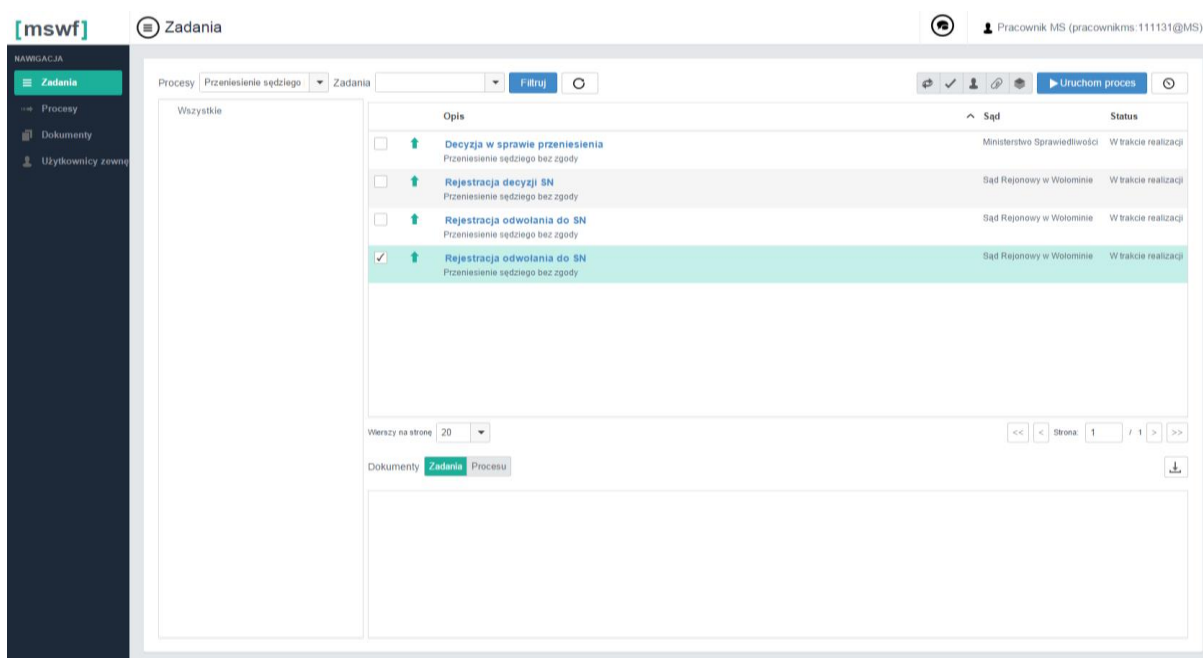 [mswf]
Zadania
Pracownik MS (pracownikms:111131@MS)
NAWIGACJA
Zadania
Procesy
Dokumenty
Użytkownicy zewnę
Procesy Przeniesienie sędziego Zadania Filtruj Uruchom proces
Wszystkie
Opis Sąd Status
Decyzja w sprawie przeniesienia Ministerstwo Sprawiedliwości W trakcie realizacji
Przeniesienie sędziego bez zgody
Rejestracja decyzji SN Sąd Rejonowy w Wołominie W trakcie realizacji
Przeniesienie sędziego bez zgody
Rejestracja odwołania do SN Sąd Rejonowy w Wołominie W trakcie realizacji
Przeniesienie sędziego bez zgody
Rejestracja odwołania do SN Sąd Rejonowy w Wołominie W trakcie realizacji
Przeniesienie sędziego bez zgody
Wierszy na stronę 20 << < Strona: 1 / 1 > >>
Dokumenty Zadania Procesu